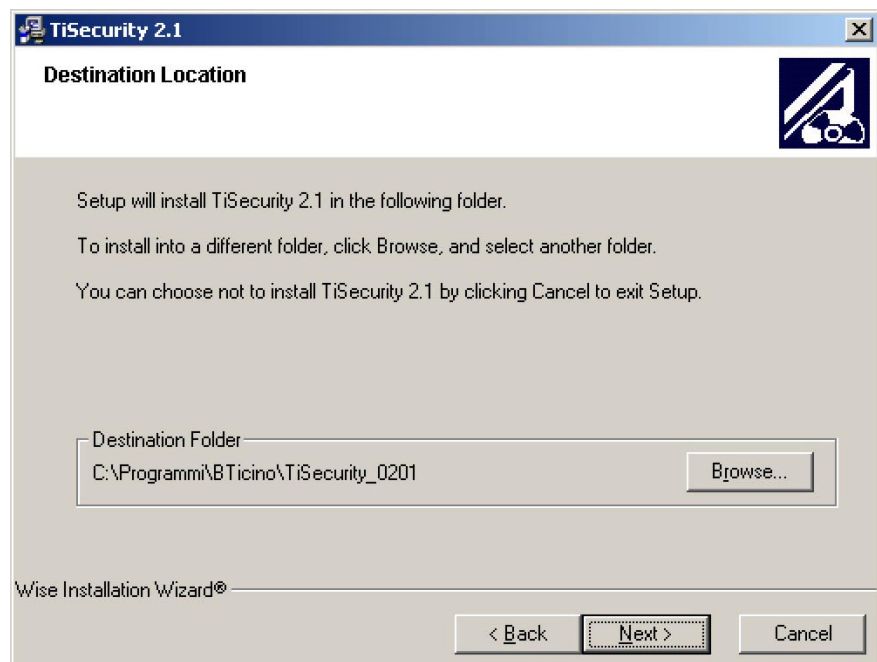 TiSecurity 2.1
Destination Location
Setup will install TiSecurity 2.1 in the following folder.
To install into a different folder, click Browse, and select another folder.
You can choose not to install TiSecurity 2.1 by clicking Cancel to exit Setup.
Destination Folder
C:\Programmi\BTicino\TiSecurity_0201
Browse...
Wise Installation Wizard®
< Back
Next >
Cancel